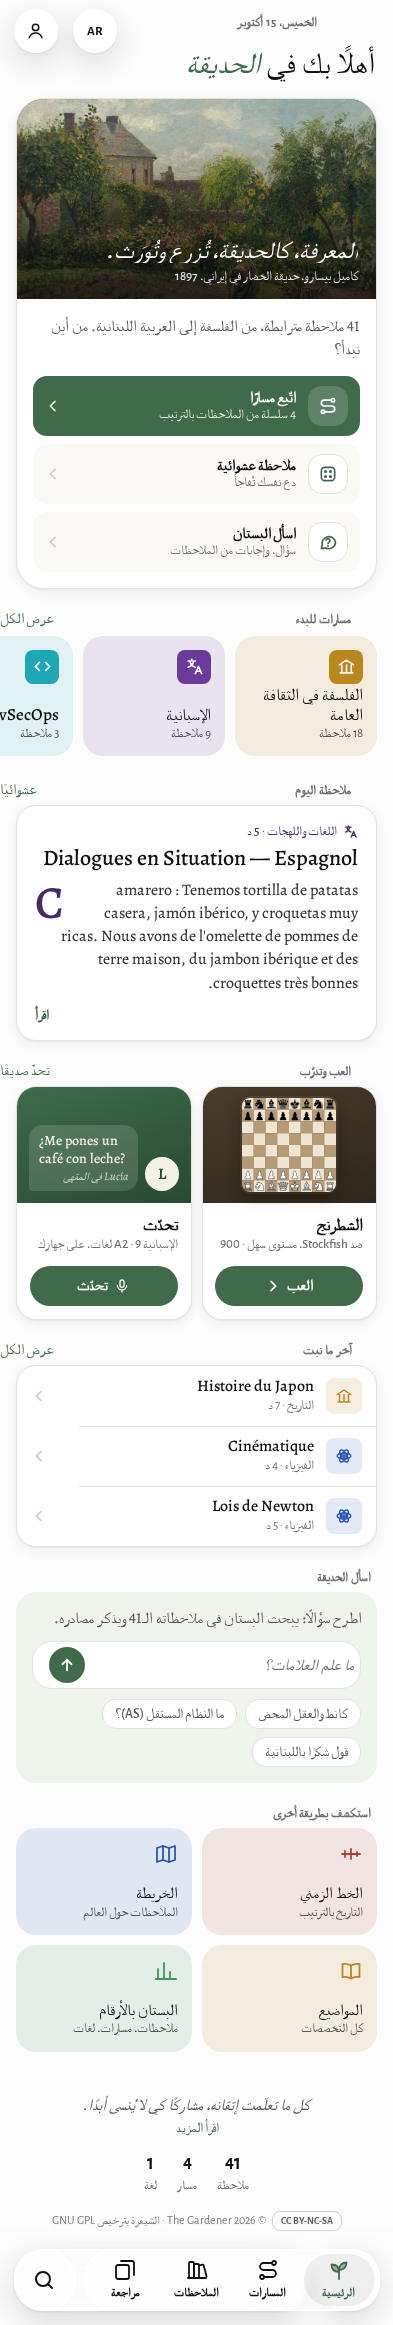 الخميس، 15 أكتوبر
AR
أهلًا بك في الحديقة
المعرفة، كالحديقة، تُزرع وتُورَث.
كاميل بيسارو، حديقة الخضار في إيراني، 1897
41 ملاحظة مترابطة، من الفلسفة إلى العربية اللبنانية. من أين
نبدأ؟
اتّبع مسارًا
4 سلسلة من الملاحظات بالترتيب
ملاحظة عشوائية
دع نفسك تُفاجأ
اسأل البستان
سؤال، وإجابات من الملاحظات
مسارات للبدء
عرض الكل
الفلسفة في الثقافة
العامة
18 ملاحظة
الإسبانية
9 ملاحظة
vSecOps
3 ملاحظة
ملاحظة اليوم
عشوائيًا
اللغات واللهجات · 5 د
Dialogues en Situation — Espagnol
Camarero : Tenemos tortilla de patatas
casera, jamón ibérico, y croquetas muy
ricas. Nous avons de l'omelette de pommes de
terre maison, du jambon ibérique et des
croquettes très bonnes.
اقرأ
العب وتدرّب
تحدّ صديقًا
¿Me pones un
café con leche?
Lucía في المقهى
L
الشطرنج
ضد Stockfish، مستوى سهل · 900
العب
تحدّث
الإسبانية A2 · 9 لغات، على جهازك
تحدّث
آخر ما نبت
عرض الكل
Histoire du Japon
التاريخ · 7 د
Cinématique
الفيزياء · 4 د
Lois de Newton
الفيزياء · 5 د
اسأل الحديقة
اطرح سؤالًا: يبحث البستان في ملاحظاته الـ41 ويذكر مصادره.
ما علم العلامات؟
كانط والعقل المحض
ما النظام المستقل (AS)؟
قول شكرًا باللبنانية
استكشف بطريقة أخرى
الخط الزمني
التاريخ بالترتيب
الخريطة
الملاحظات حول العالم
المواضيع
كل التخصصات
البستان بالأرقام
ملاحظات، مسارات، لغات
كل ما تعلّمت إتقانه، مشاركًا كي لا يُنسى أبدًا.
اقرأ المزيد
41
ملاحظة
4
مسار
1
لغة
CC BY-NC-SA
© 2026 The Gardener · الشيفرة بترخيص GNU GPL
الرئيسية
المسارات
الملاحظات
مراجعة